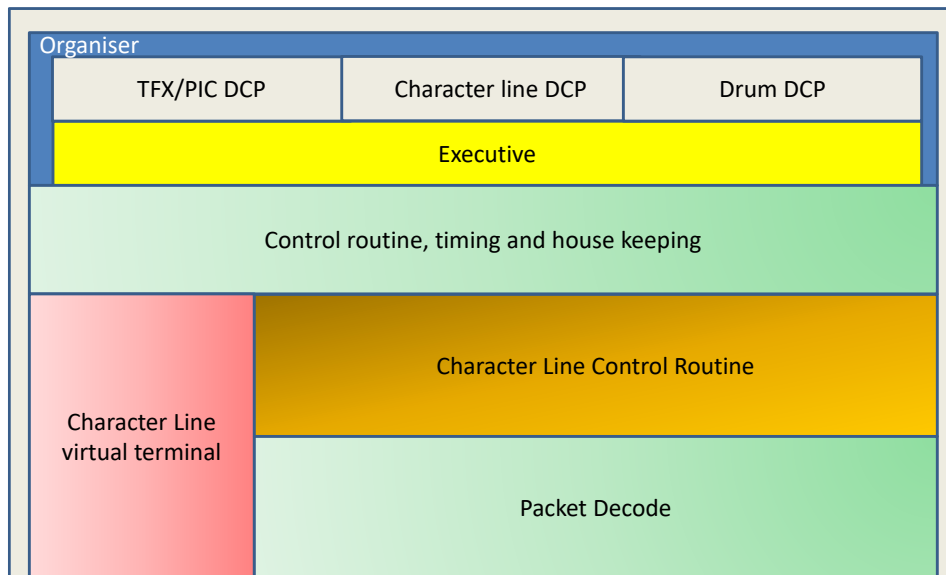 Organiser
TFX/PIC DCP
Character line DCP
Drum DCP
Executive
Control routine, timing and house keeping
Character Line Control Routine
Character Line
virtual terminal
Packet Decode